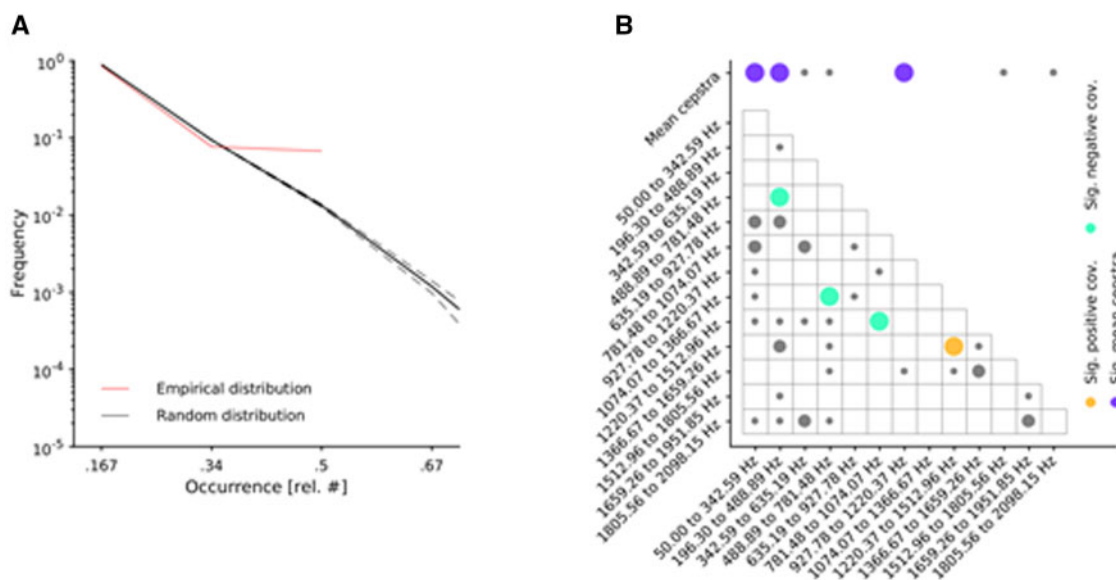 A
B
10^0
10^-1
10^-2
10^-3
10^-4
10^-5
Frequency
Empirical distribution
Random distribution
.167
.34
.5
.67
Occurrence [rel. #]
Mean cepstra
50.00 to 342.59 Hz
196.30 to 488.89 Hz
342.59 to 635.19 Hz
488.89 to 781.48 Hz
635.19 to 927.78 Hz
781.48 to 1074.07 Hz
927.78 to 1220.37 Hz
1074.07 to 1366.67 Hz
1220.37 to 1512.96 Hz
1366.67 to 1659.26 Hz
1512.96 to 1805.56 Hz
1659.26 to 1951.85 Hz
1805.56 to 2098.15 Hz
50.00 to 342.59 Hz
196.30 to 488.89 Hz
342.59 to 635.19 Hz
488.89 to 781.48 Hz
635.19 to 927.78 Hz
781.48 to 1074.07 Hz
927.78 to 1220.37 Hz
1074.07 to 1366.67 Hz
1220.37 to 1512.96 Hz
1366.67 to 1659.26 Hz
1512.96 to 1805.56 Hz
1659.26 to 1951.85 Hz
1805.56 to 2098.15 Hz
Sig. positive cov.
Sig. negative cov.
Sig. mean cepstra